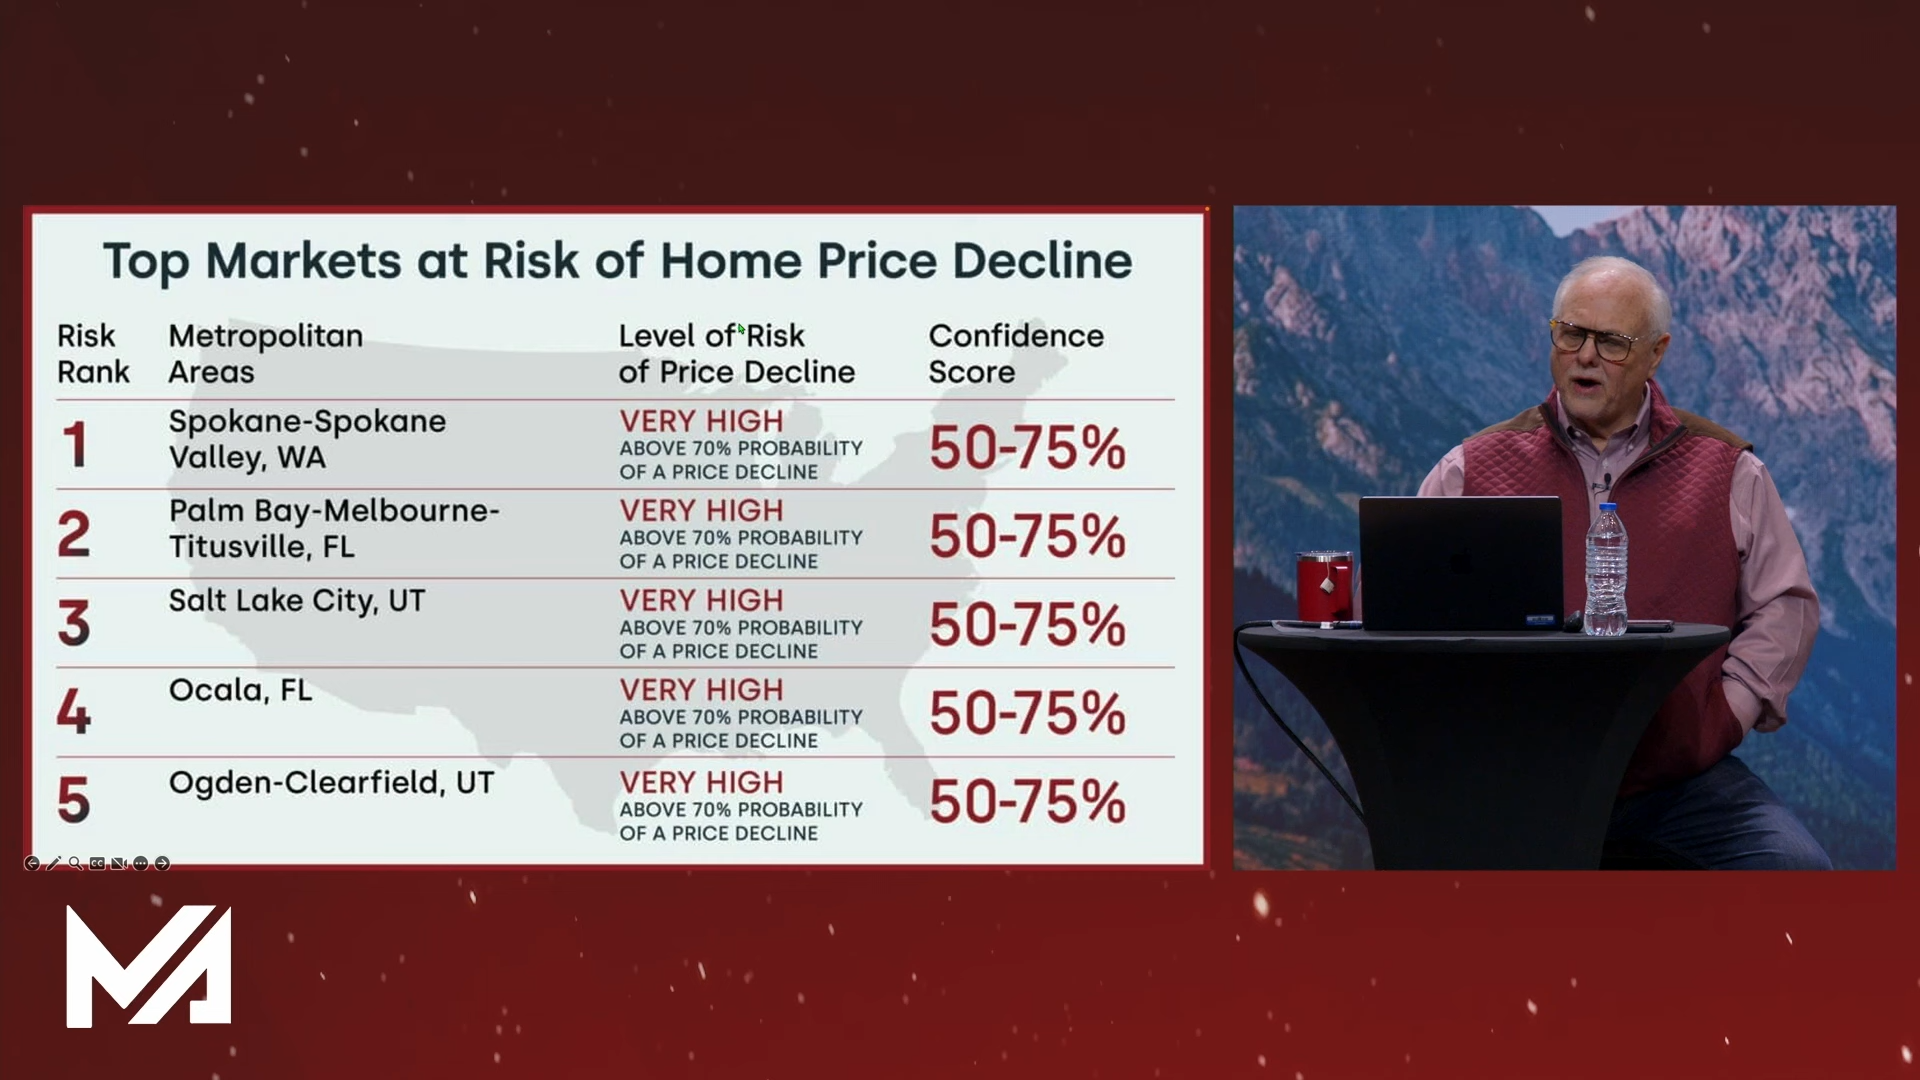 Top Markets at Risk of Home Price Decline
Risk
Rank
Metropolitan
Areas
Level of Risk
of Price Decline
Confidence
Score
1
Spokane-Spokane
Valley, WA
VERY HIGH
ABOVE 70% PROBABILITY
OF A PRICE DECLINE
50-75%
2
Palm Bay-Melbourne-
Titusville, FL
VERY HIGH
ABOVE 70% PROBABILITY
OF A PRICE DECLINE
50-75%
3
Salt Lake City, UT
VERY HIGH
ABOVE 70% PROBABILITY
OF A PRICE DECLINE
50-75%
4
Ocala, FL
VERY HIGH
ABOVE 70% PROBABILITY
OF A PRICE DECLINE
50-75%
5
Ogden-Clearfield, UT
VERY HIGH
ABOVE 70% PROBABILITY
OF A PRICE DECLINE
50-75%
CC
MA